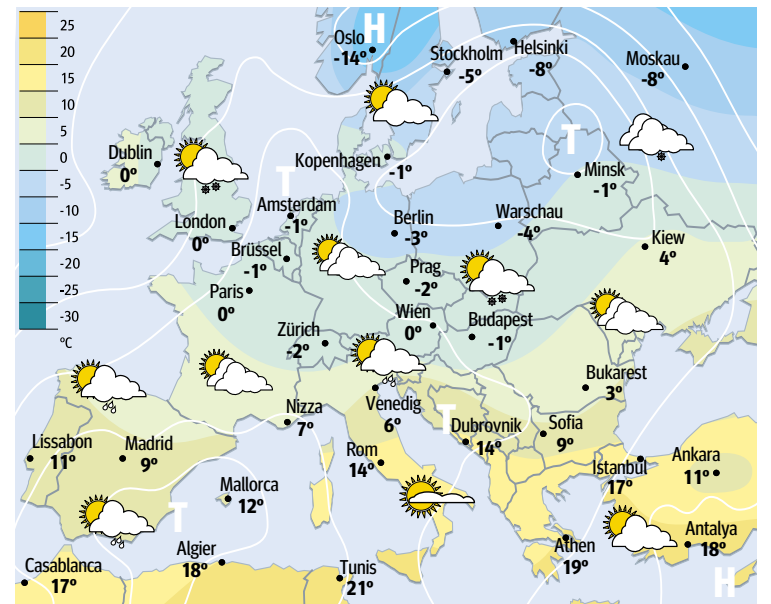 25
20
15
10
5
0
-5
-10
-15
-20
-25
-30
°C
H
Oslo
-14°
Stockholm
-5°
Helsinki
-8°
Moskau
-8°
Dublin
0°
Kopenhagen
-1°
T
Minsk
-1°
T
London
0°
Amsterdam
-1°
Berlin
-3°
Warschau
-4°
Kiew
4°
Brüssel
-1°
Prag
-2°
Paris
0°
Wien
0°
Budapest
-1°
Zürich
-2°
Bukarest
3°
Nizza
7°
Venedig
6°
T
Dubrovnik
14°
Sofia
9°
Lissabon
11°
Madrid
9°
Rom
14°
Istanbul
17°
Ankara
11°
Mallorca
12°
T
Athen
19°
Antalya
18°
Casablanca
17°
Algier
18°
Tunis
21°
H